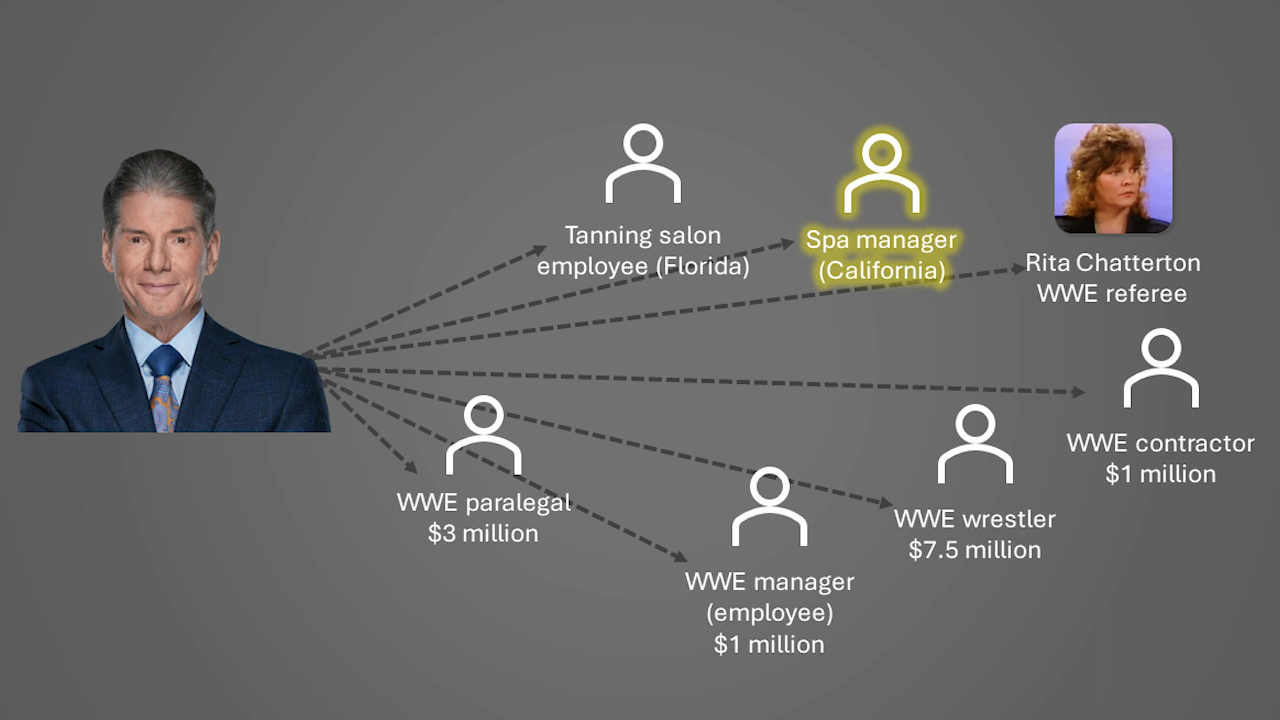 Tanning salon
employee (Florida)
Spa manager
(California)
Rita Chatterton
WWE referee
WWE contractor
$1 million
WWE paralegal
$3 million
WWE wrestler
$7.5 million
WWE manager
(employee)
$1 million